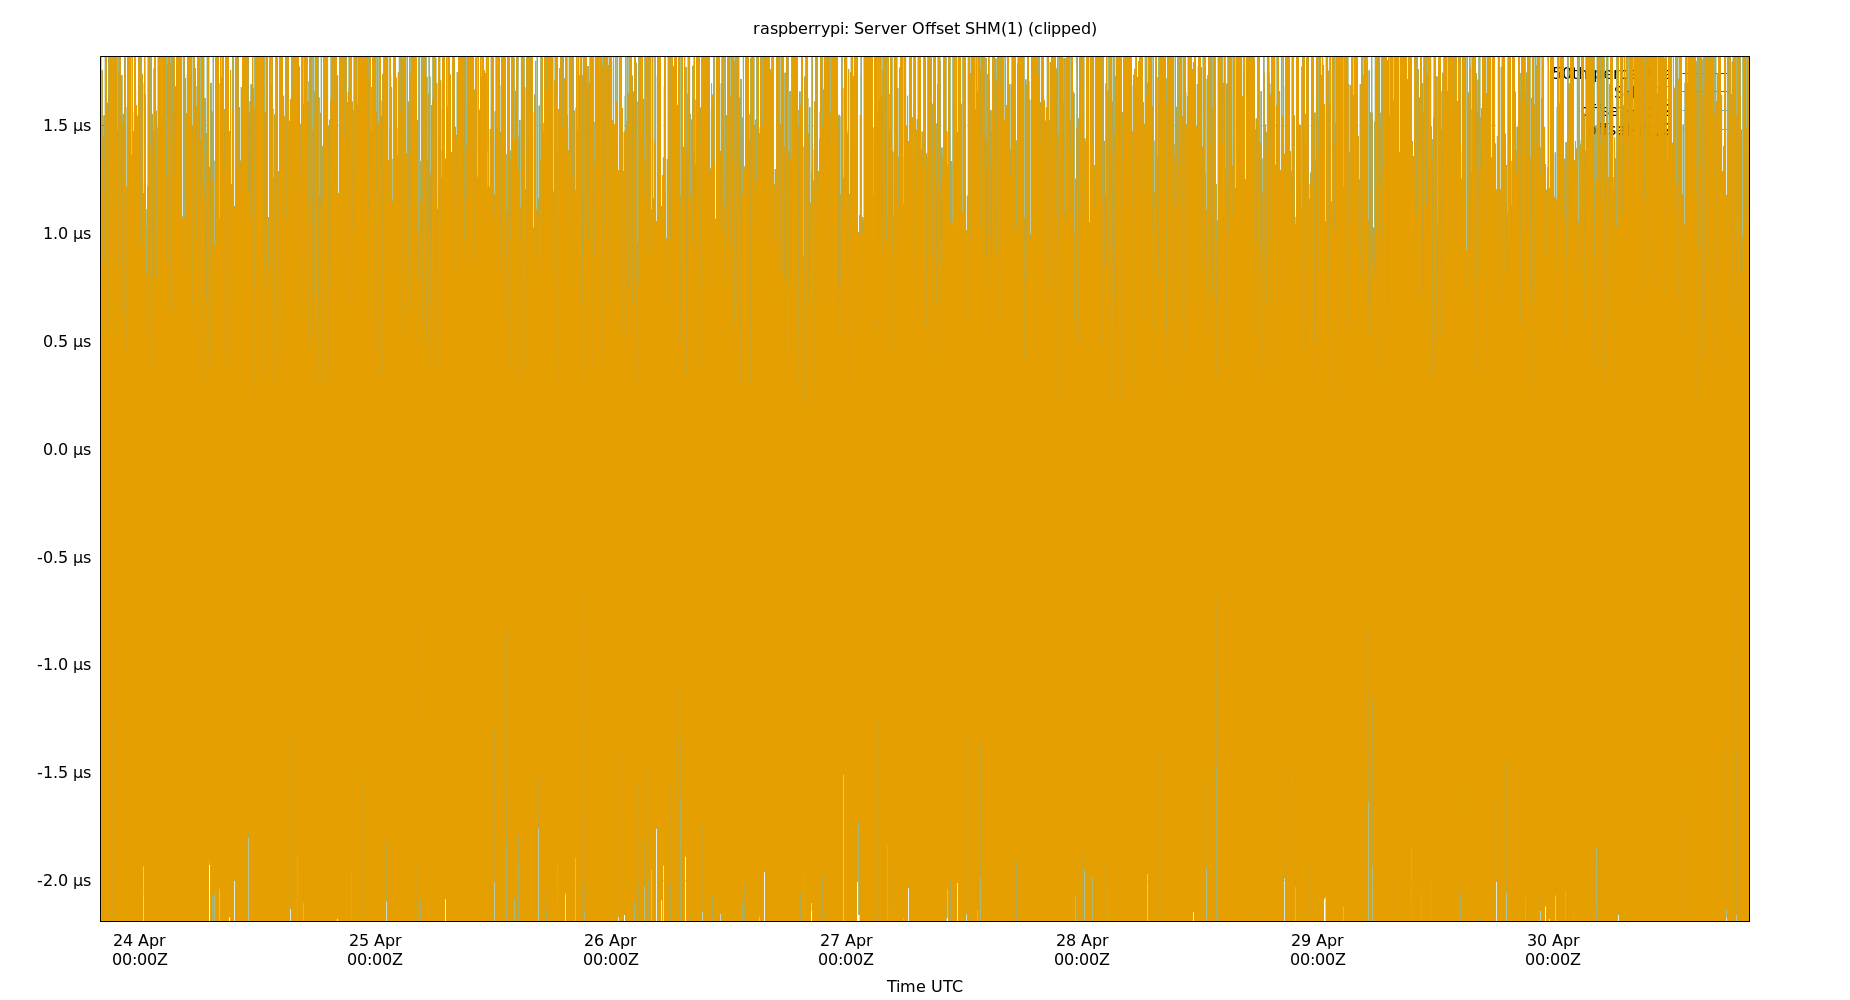 raspberrypi: Server Offset SHM(1) (clipped)
50th
1.5 µs
1.0 µs
0.5 µs
0.0 µs
-0.5 µs
-1.0 µs
-1.5 µs
-2.0 µs
24 Apr 25 Apr 26 Apr 27 Apr 28 Apr 29 Apr 30 Apr
00:00Z 00:00Z 00:00Z 00:00Z 00:00Z 00:00Z 00:00Z
Time UTC